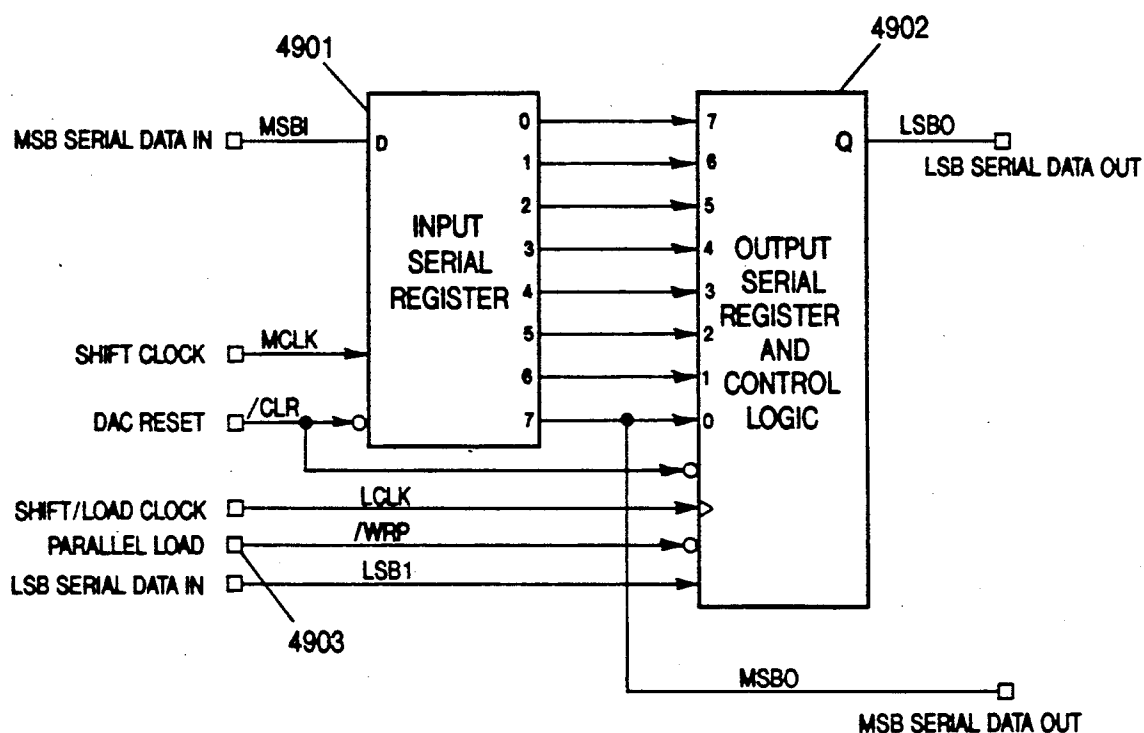 4901
4902
MSB SERIAL DATA IN
MSBI
D
INPUT
SERIAL
REGISTER
0
1
2
3
4
5
6
7
7
6
5
4
3
2
1
0
OUTPUT
SERIAL
REGISTER
AND
CONTROL
LOGIC
Q
LSBO
LSB SERIAL DATA OUT
SHIFT CLOCK
MCLK
DAC RESET
/CLR
SHIFT/LOAD CLOCK
LCLK
PARALLEL LOAD
/WRP
LSB SERIAL DATA IN
LSB1
4903
MSBO
MSB SERIAL DATA OUT